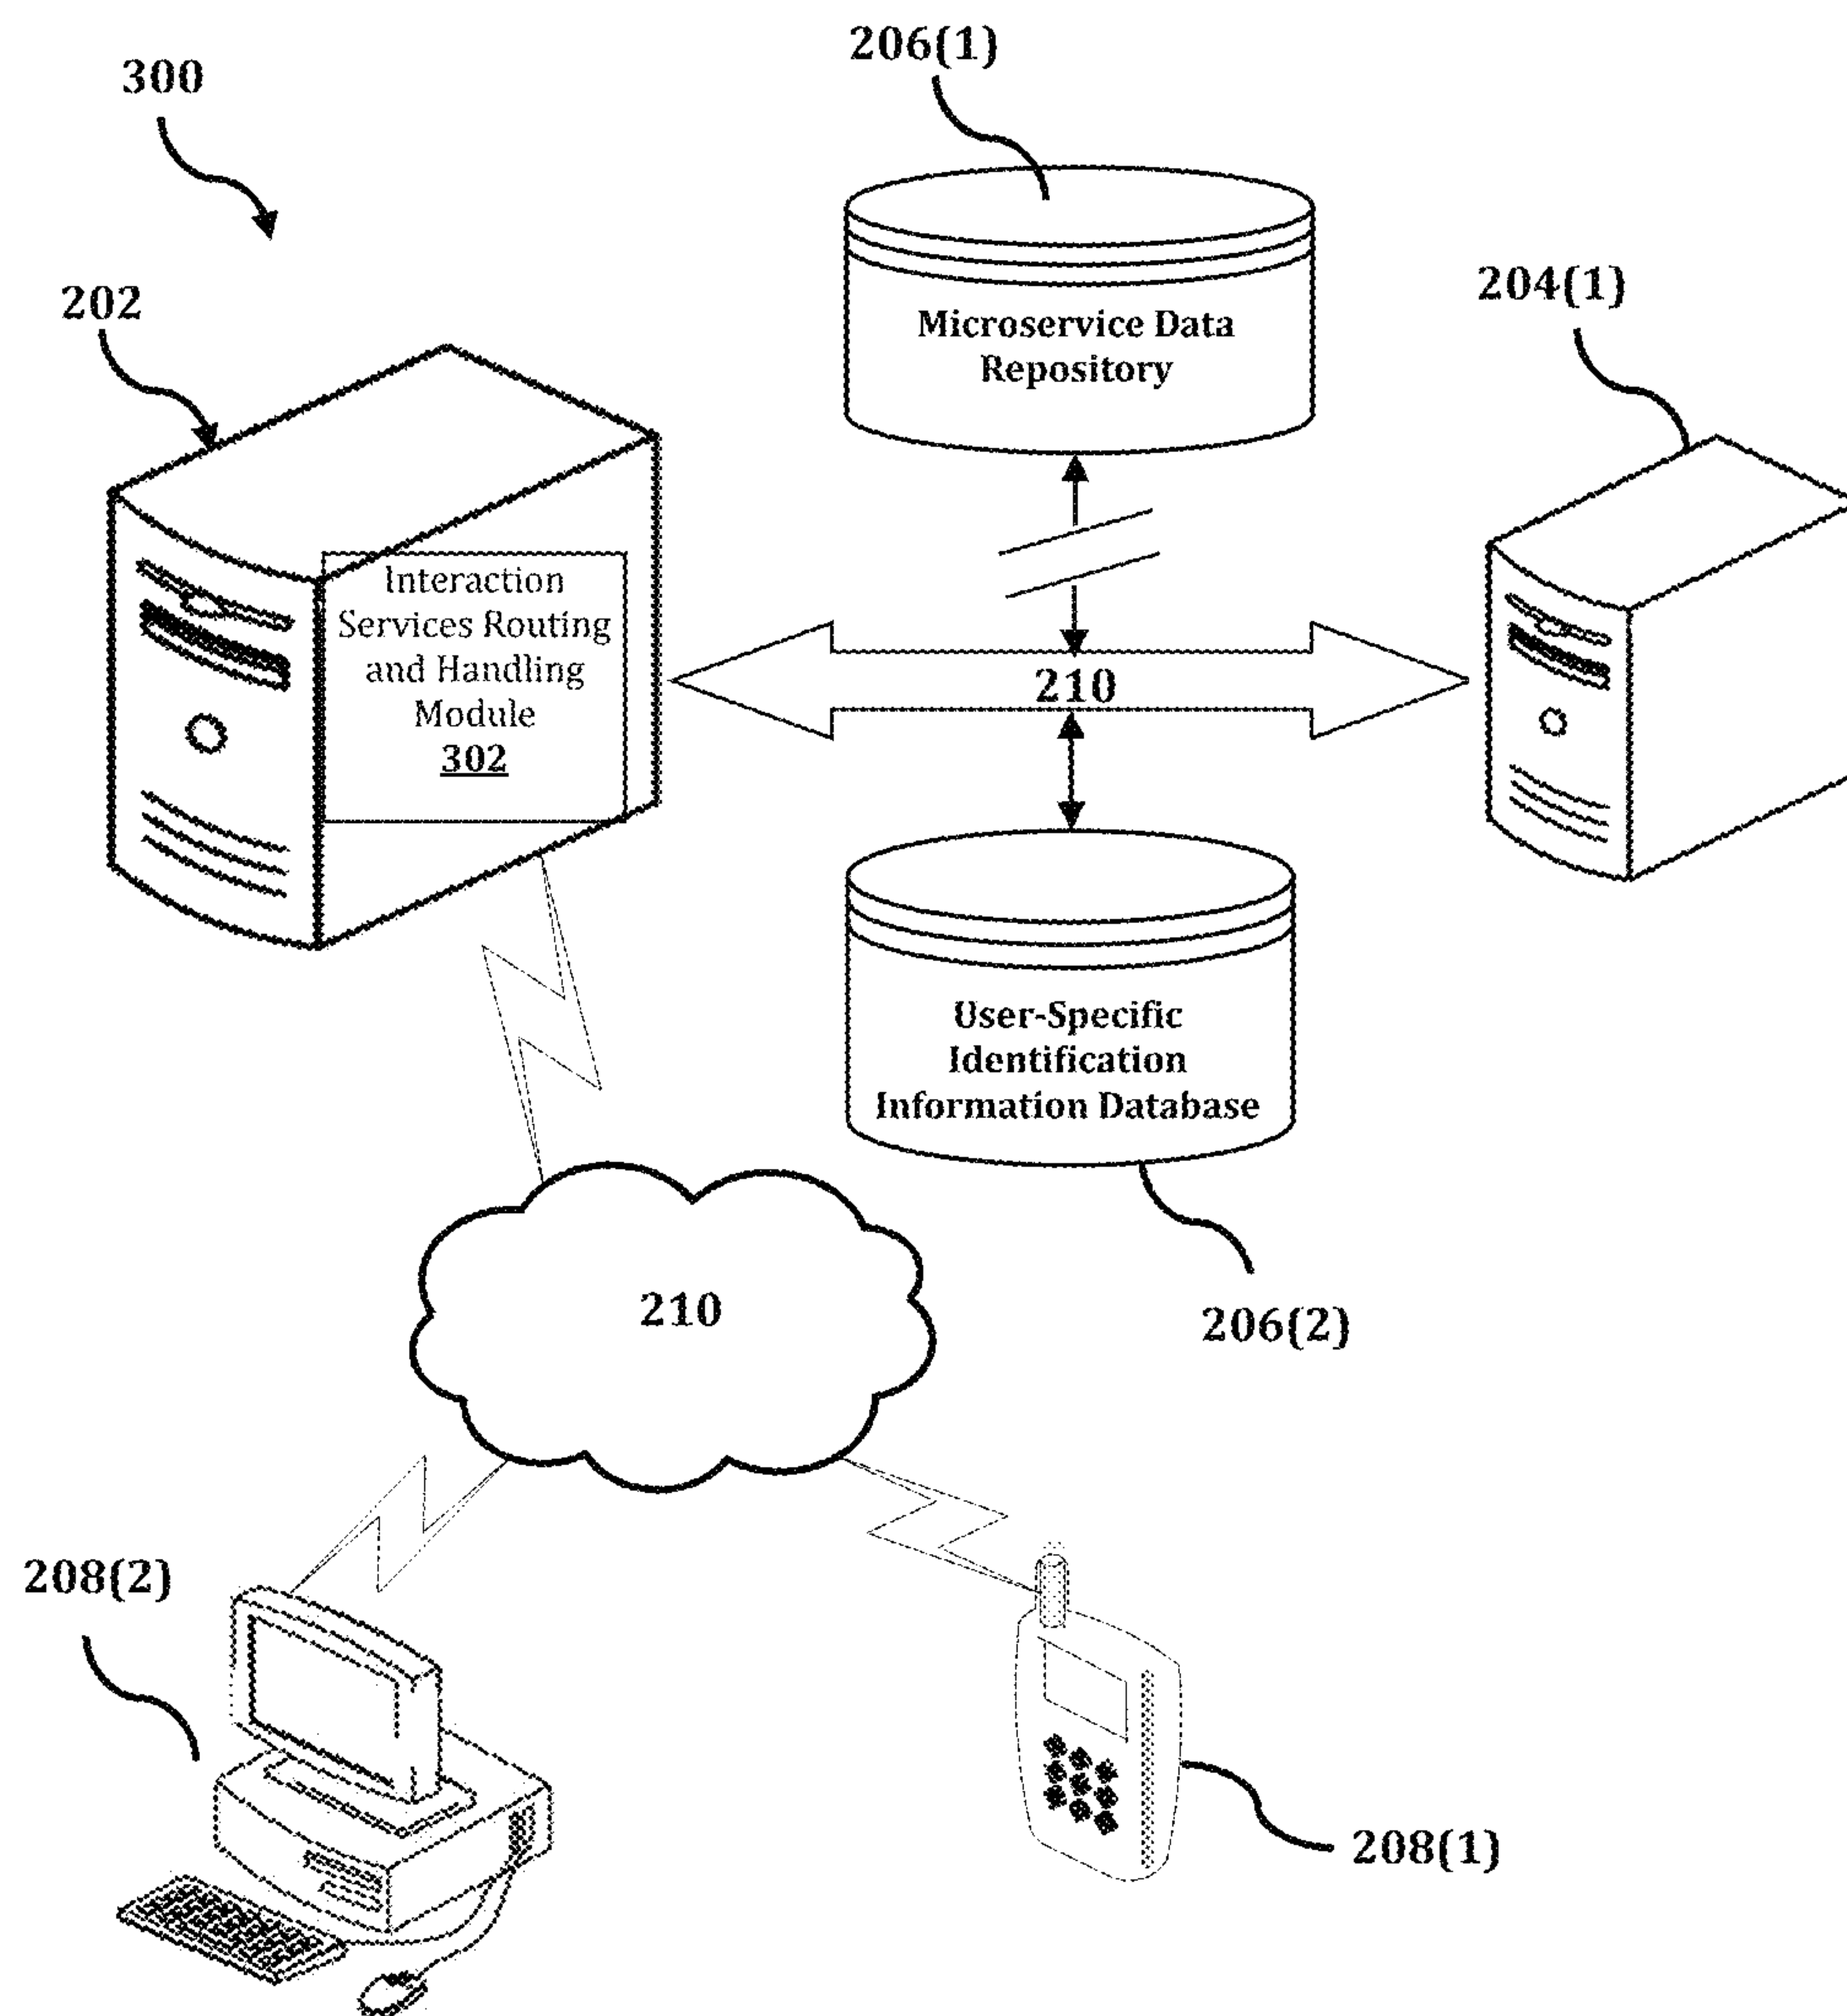 206(1)
300
Microservice Data
Repository
204(1)
202
Interaction
Services Routing
and Handling
Module
302
210
User-Specific
Identification
Information Database
206(2)
210
208(2)
208(1)